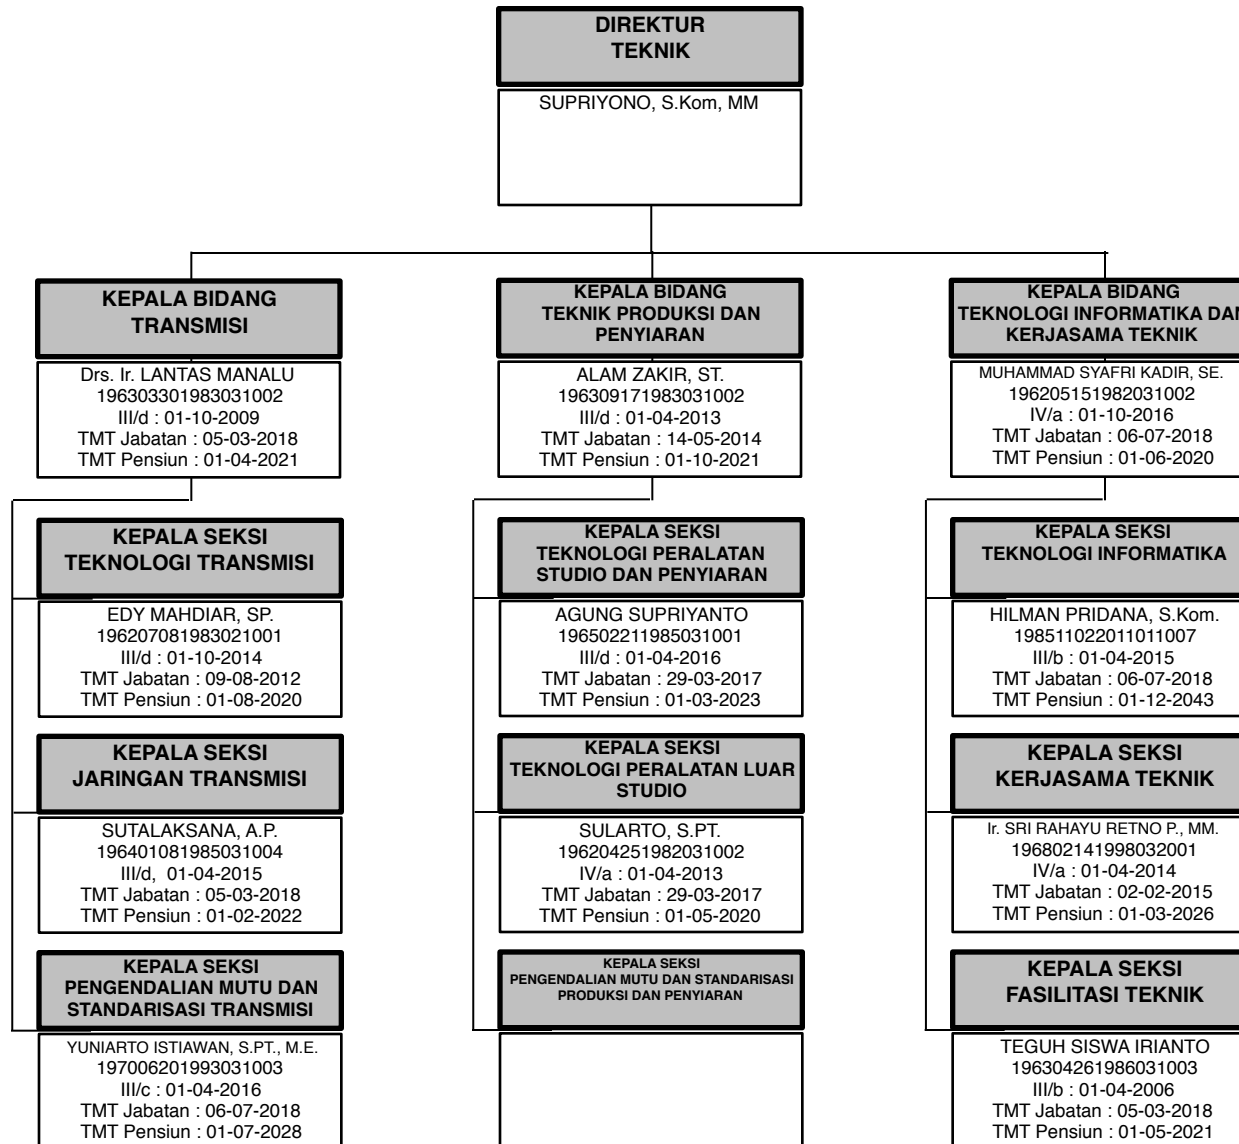 DIREKTUR
TEKNIK
SUPRIYONO, S.Kom, MM
KEPALA BIDANG
TRANSMISI
Drs. Ir. LANTAS MANALU
196303301983031002
III/d : 01-10-2009
TMT Jabatan : 05-03-2018
TMT Pensiun : 01-04-2021
KEPALA SEKSI
TEKNOLOGI TRANSMISI
EDY MAHDIAR, SP.
196207081983021001
III/d : 01-10-2014
TMT Jabatan : 09-08-2012
TMT Pensiun : 01-08-2020
KEPALA SEKSI
JARINGAN TRANSMISI
SUTALAKSANA, A.P.
196401081985031004
III/d, 01-04-2015
TMT Jabatan : 05-03-2018
TMT Pensiun : 01-02-2022
KEPALA SEKSI
PENGENDALIAN MUTU DAN
STANDARISASI TRANSMISI
YUNIARTO ISTIAWAN, S.PT., M.E.
197006201993031003
III/c : 01-04-2016
TMT Jabatan : 06-07-2018
TMT Pensiun : 01-07-2028
KEPALA BIDANG
TEKNIK PRODUKSI DAN
PENYIARAN
ALAM ZAKIR, ST.
196309171983031002
III/d : 01-04-2013
TMT Jabatan : 14-05-2014
TMT Pensiun : 01-10-2021
KEPALA SEKSI
TEKNOLOGI PERALATAN
STUDIO DAN PENYIARAN
AGUNG SUPRIYANTO
196502211985031001
III/d : 01-04-2016
TMT Jabatan : 29-03-2017
TMT Pensiun : 01-03-2023
KEPALA SEKSI
TEKNOLOGI PERALATAN LUAR
STUDIO
SULARTO, S.PT.
196204251982031002
IV/a : 01-04-2013
TMT Jabatan : 29-03-2017
TMT Pensiun : 01-05-2020
KEPALA SEKSI
PENGENDALIAN MUTU DAN STANDARISASI
PRODUKSI DAN PENYIARAN
KEPALA BIDANG
TEKNOLOGI INFORMATIKA DAN
KERJASAMA TEKNIK
MUHAMMAD SYAFRI KADIR, SE.
196205151982031002
IV/a : 01-10-2016
TMT Jabatan : 06-07-2018
TMT Pensiun : 01-06-2020
KEPALA SEKSI
TEKNOLOGI INFORMATIKA
HILMAN PRIDANA, S.Kom.
198511022011011007
III/b : 01-04-2015
TMT Jabatan : 06-07-2018
TMT Pensiun : 01-12-2043
KEPALA SEKSI
KERJASAMA TEKNIK
Ir. SRI RAHAYU RETNO P., MM.
196802141998032001
IV/a : 01-04-2014
TMT Jabatan : 02-02-2015
TMT Pensiun : 01-03-2026
KEPALA SEKSI
FASILITASI TEKNIK
TEGUH SISWA IRIANTO
196304261986031003
III/b : 01-04-2006
TMT Jabatan : 05-03-2018
TMT Pensiun : 01-05-2021